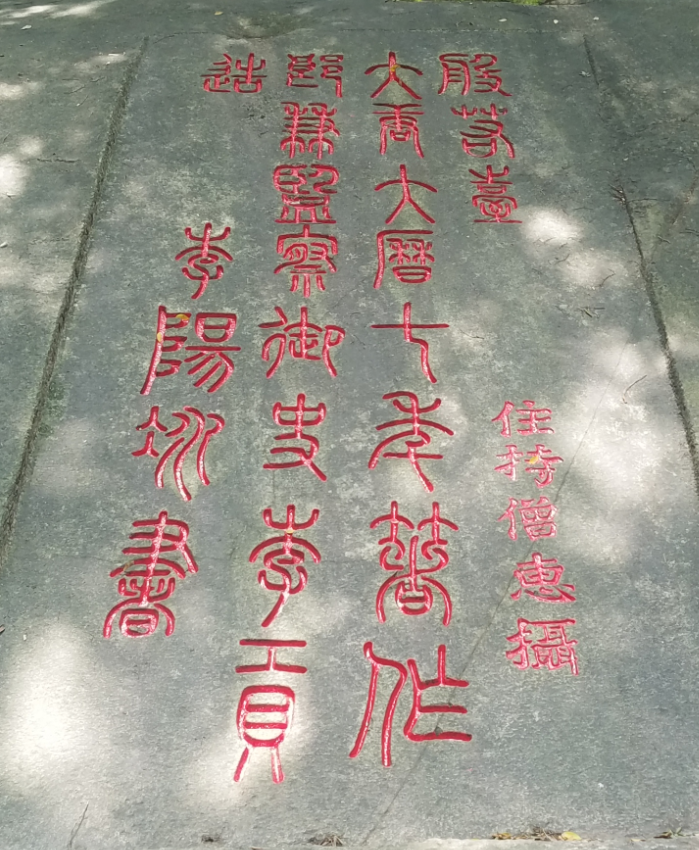 般若臺
住持僧惠攝
大唐大曆七年著作
郎兼監察御史李貢
造
李陽冰書